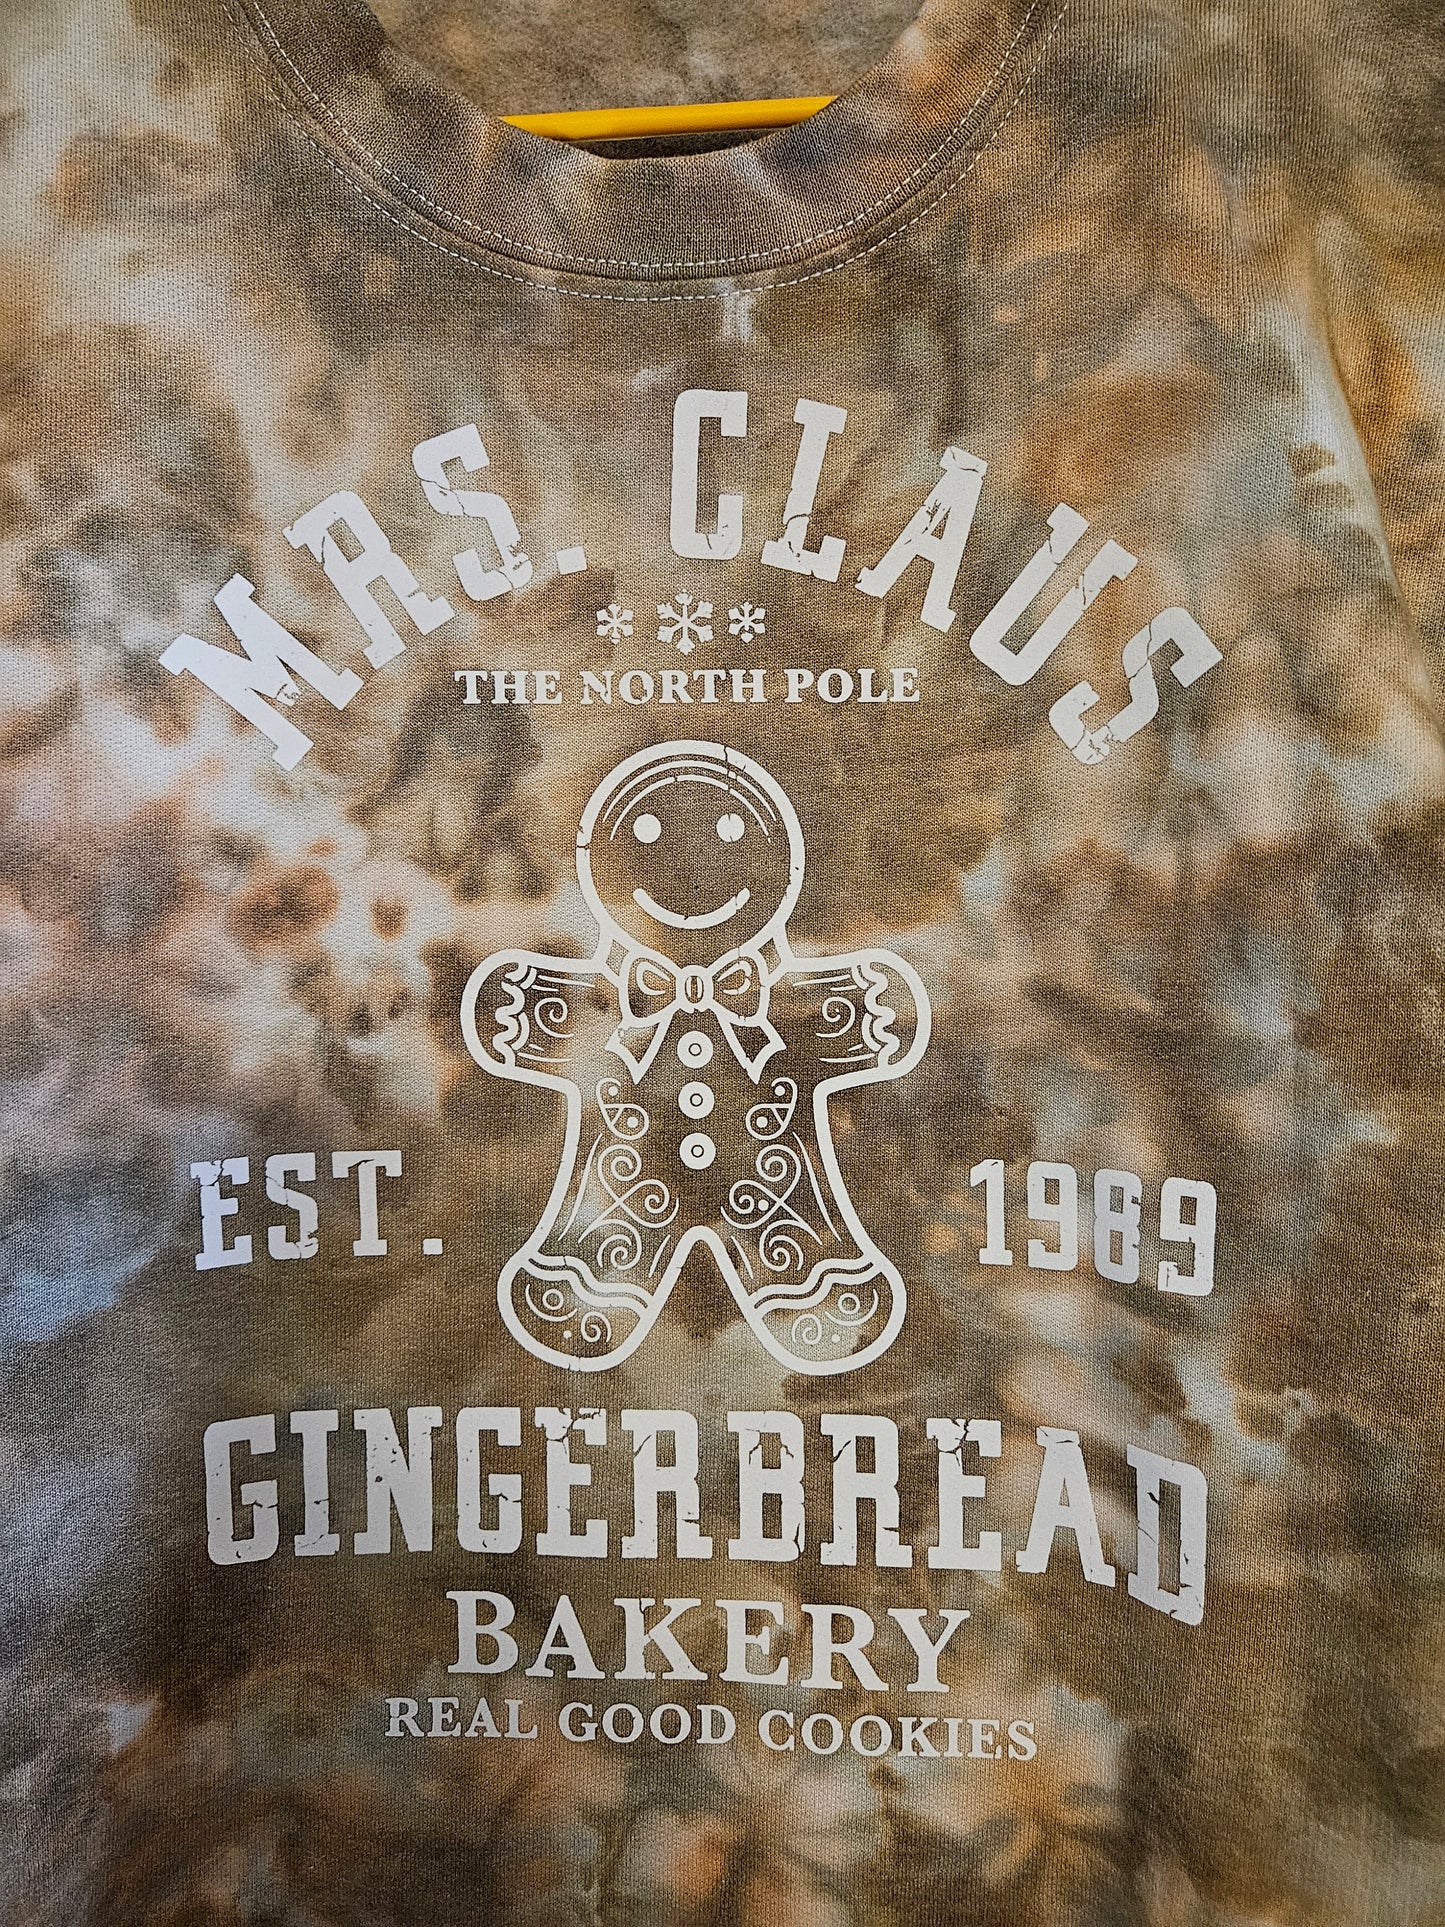 MRS. CLAUS
THE NORTH POLE
EST. 1989
GINGERBREAD
BAKERY
REAL GOOD COOKIES